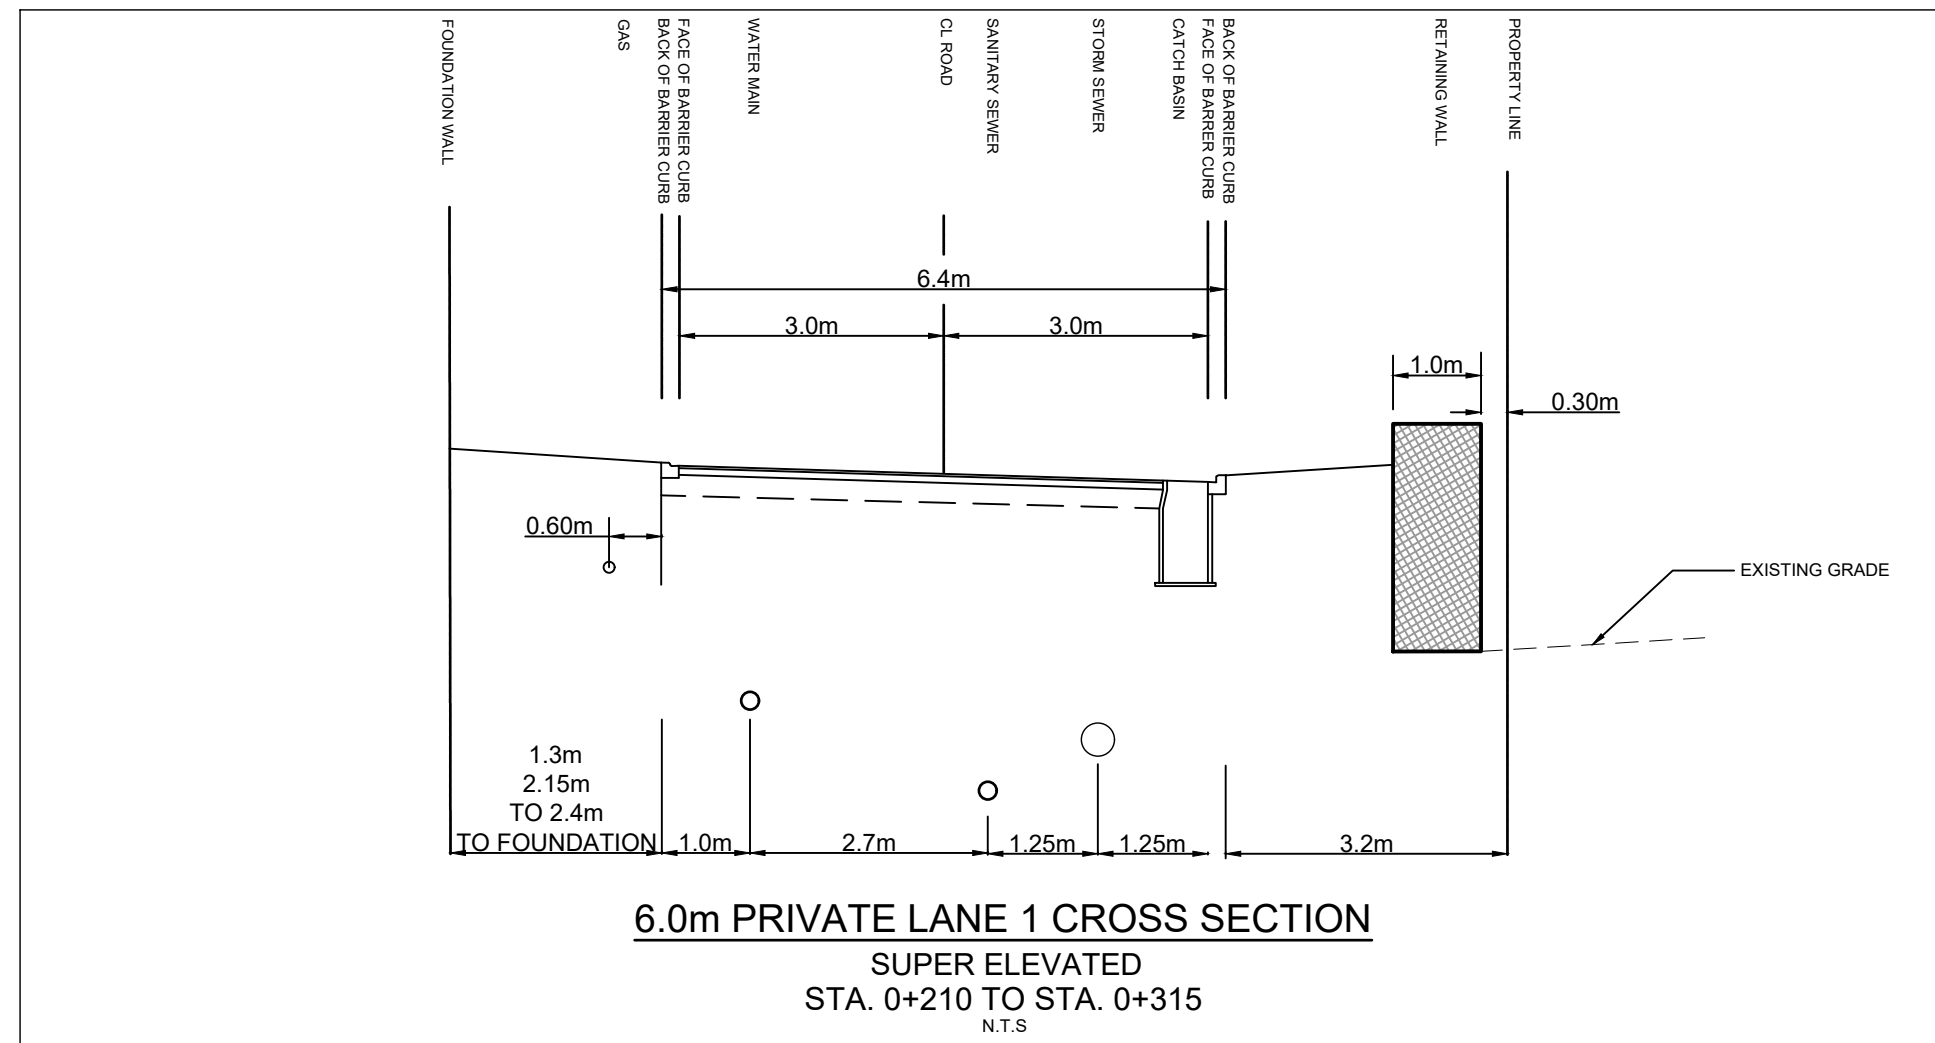 FOUNDATION WALL
GAS
BACK OF BARRIER CURB
FACE OF BARRIER CURB
WATER MAIN
CL ROAD
SANITARY SEWER
STORM SEWER
CATCH BASIN
FACE OF BARRER CURB
BACK OF BARRIER CURB
RETAINING WALL
PROPERTY LINE
6.4m
3.0m
3.0m
1.0m
0.30m
0.60m
EXISTING GRADE
1.3m
2.15m
TO 2.4m
TO FOUNDATION
1.0m
2.7m
1.25m
1.25m
3.2m
6.0m PRIVATE LANE 1 CROSS SECTION
SUPER ELEVATED
STA. 0+210 TO STA. 0+315
N.T.S